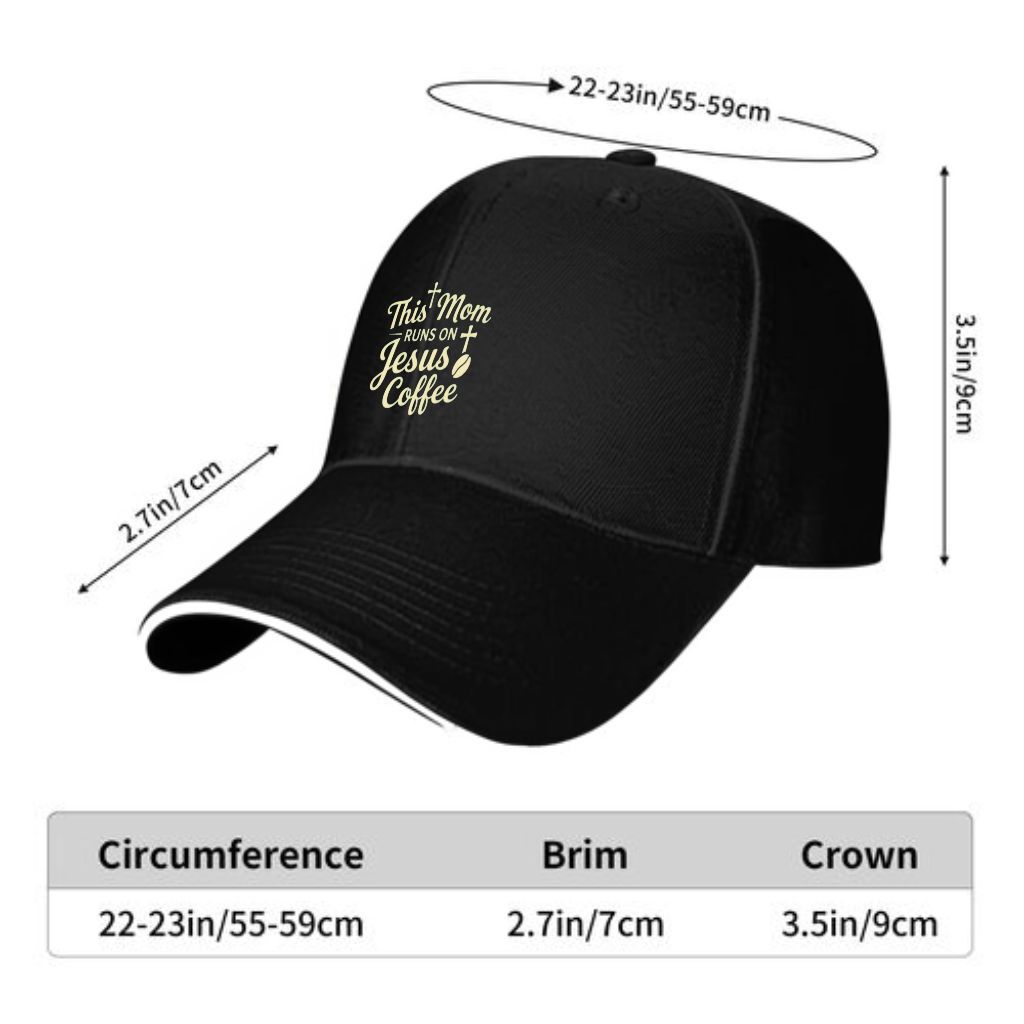 22-23in/55-59cm
This Mom
RUNS ON
Jesus
Coffee
3.5in/9cm
2.7in/7cm
Circumference Brim Crown
22-23in/55-59cm 2.7in/7cm 3.5in/9cm